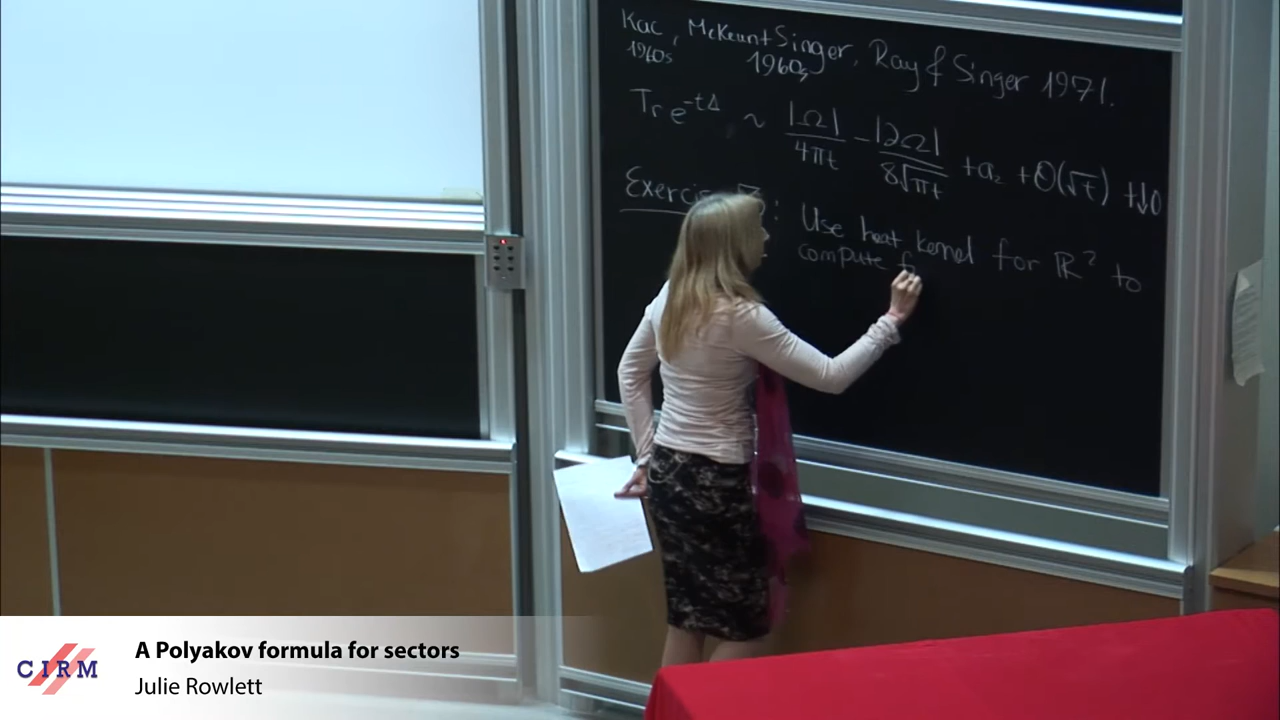 Kac, McKean+Singer, Ray & Singer 1971.
1960s 1960s
Tr e^{-tΔ} ~ |Ω|/4πt - |∂Ω|/8√πt + a₂ + O(√t) t↓0
Use heat kernel for ℝ² to
compute
A Polyakov formula for sectors
CIRM
Julie Rowlett